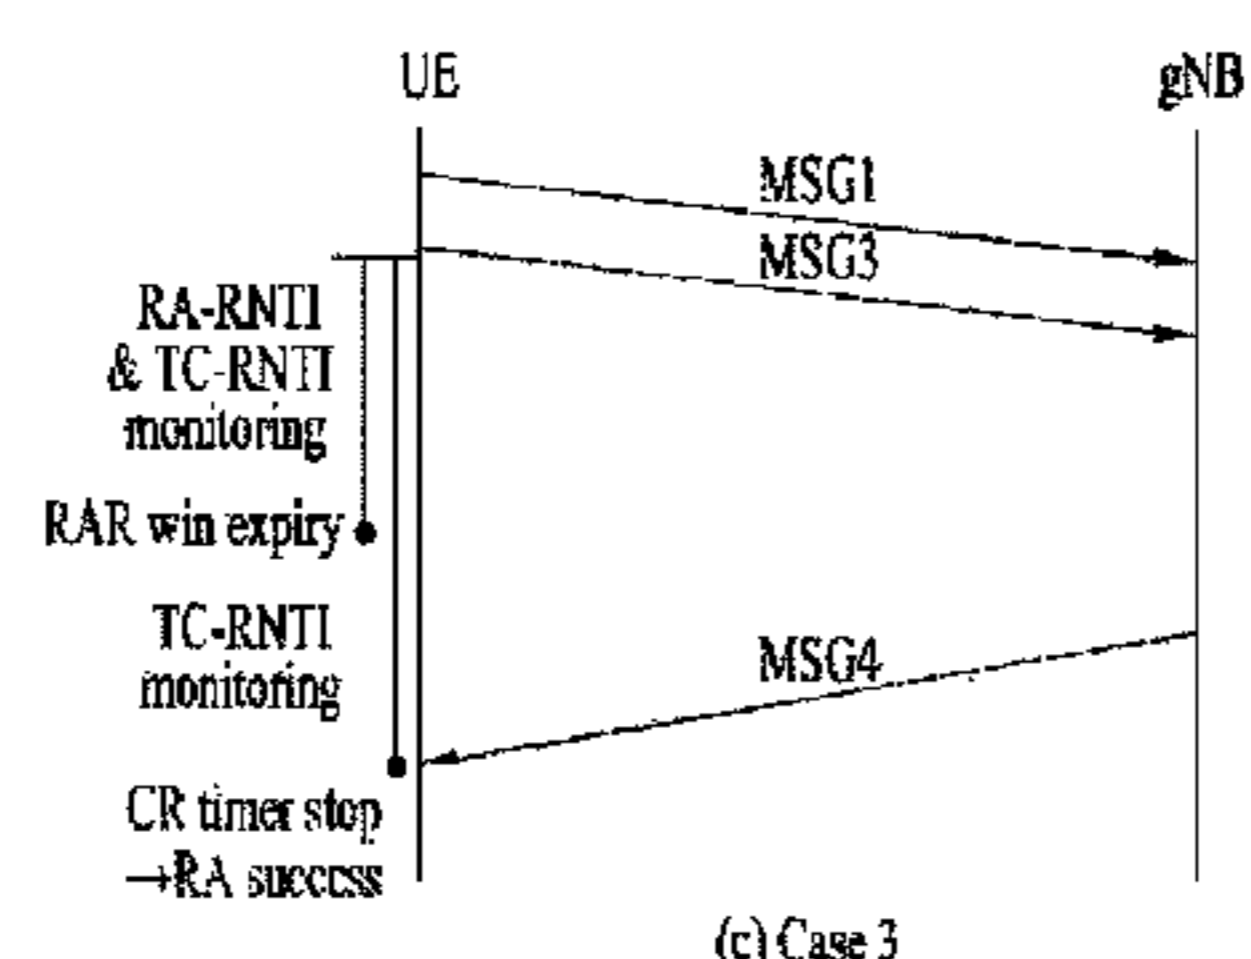 UE
gNB
MSG1
MSG3
RA-RNTI
& TC-RNTI
monitoring
RAR win expiry
TC-RNTI
monitoring
MSG4
CR timer stop
→RA success
(c) Case 3